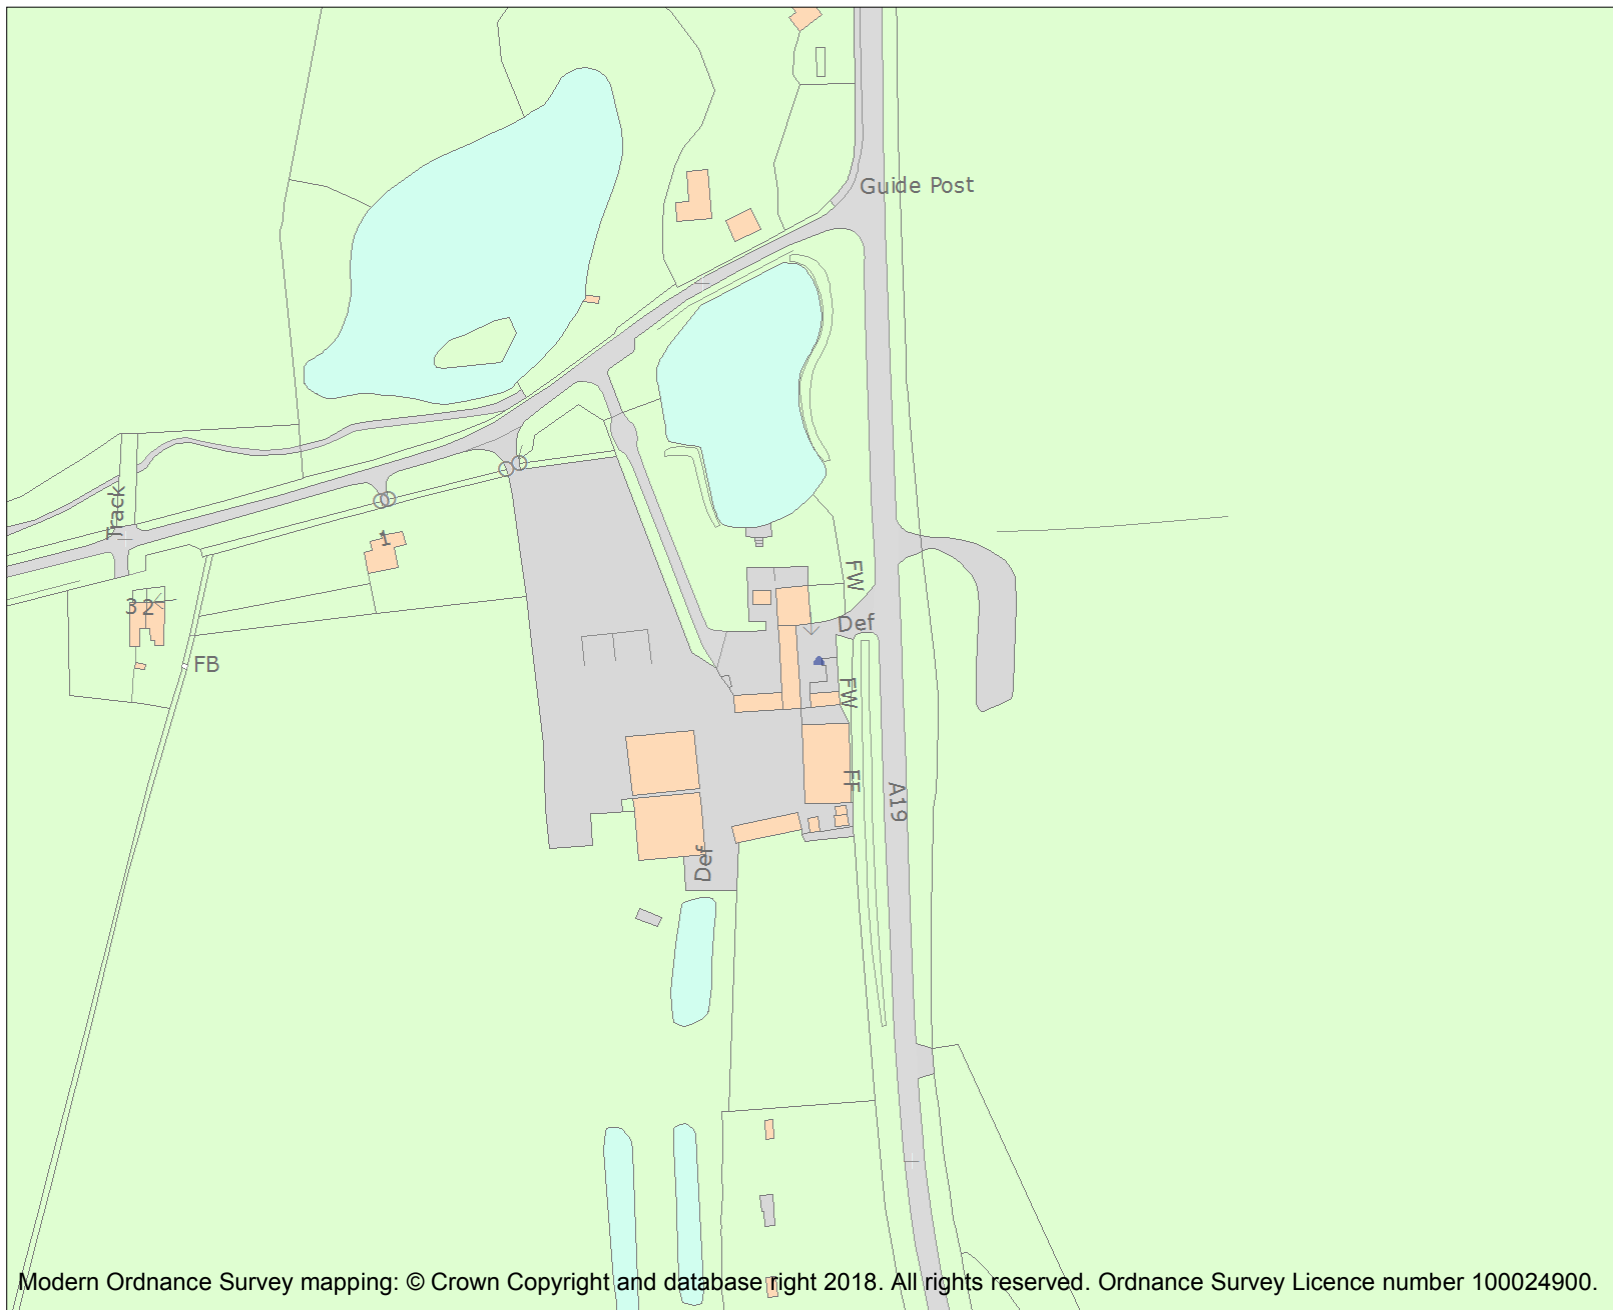 Guide Post
Track
1
3 2
FB
FW
Def
FW
FF
A19
Def
Modern Ordnance Survey mapping: © Crown Copyright and database right 2018. All rights reserved. Ordnance Survey Licence number 100024900.